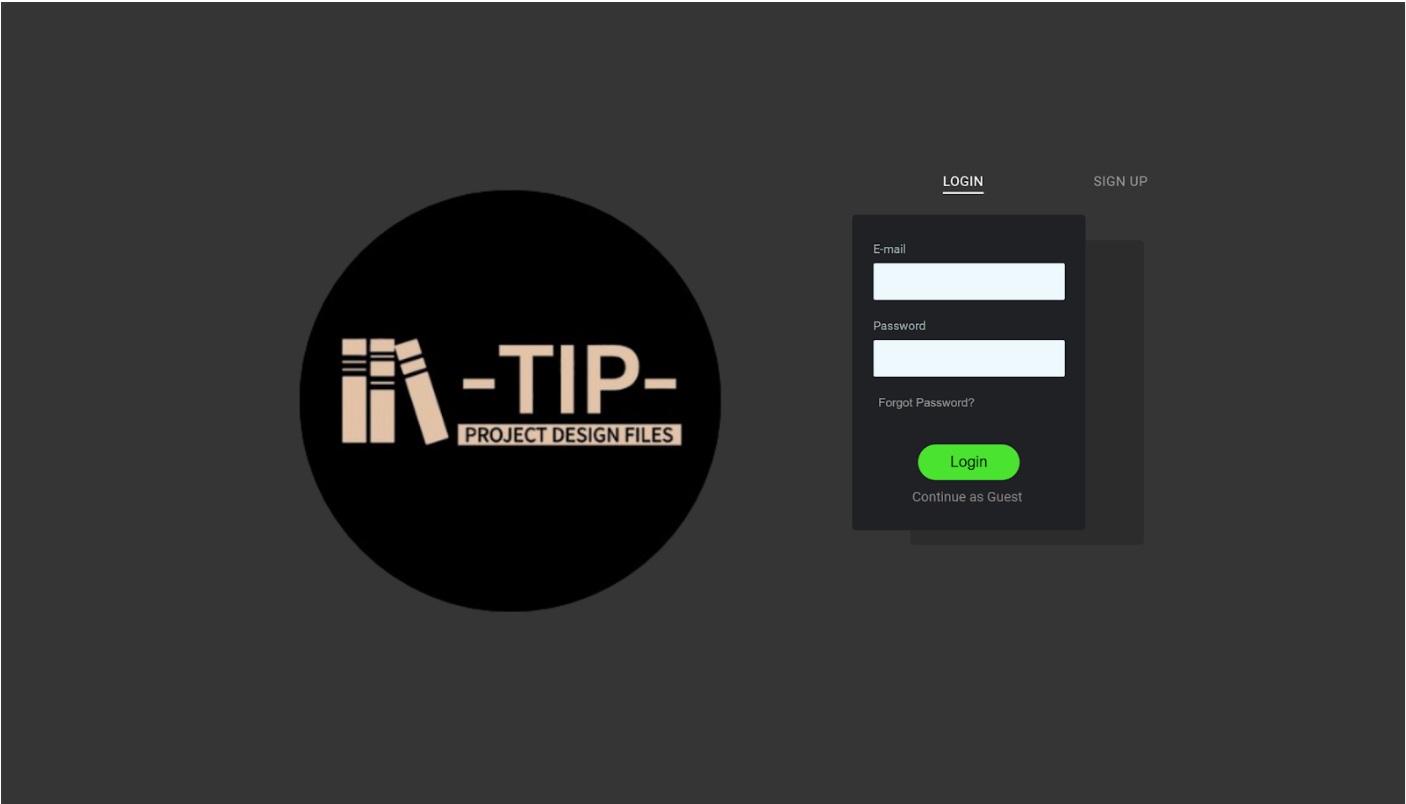 LOGIN
SIGN UP
E-mail
-TIP-
PROJECT DESIGN FILES
Password
Forgot Password?
Login
Continue as Guest